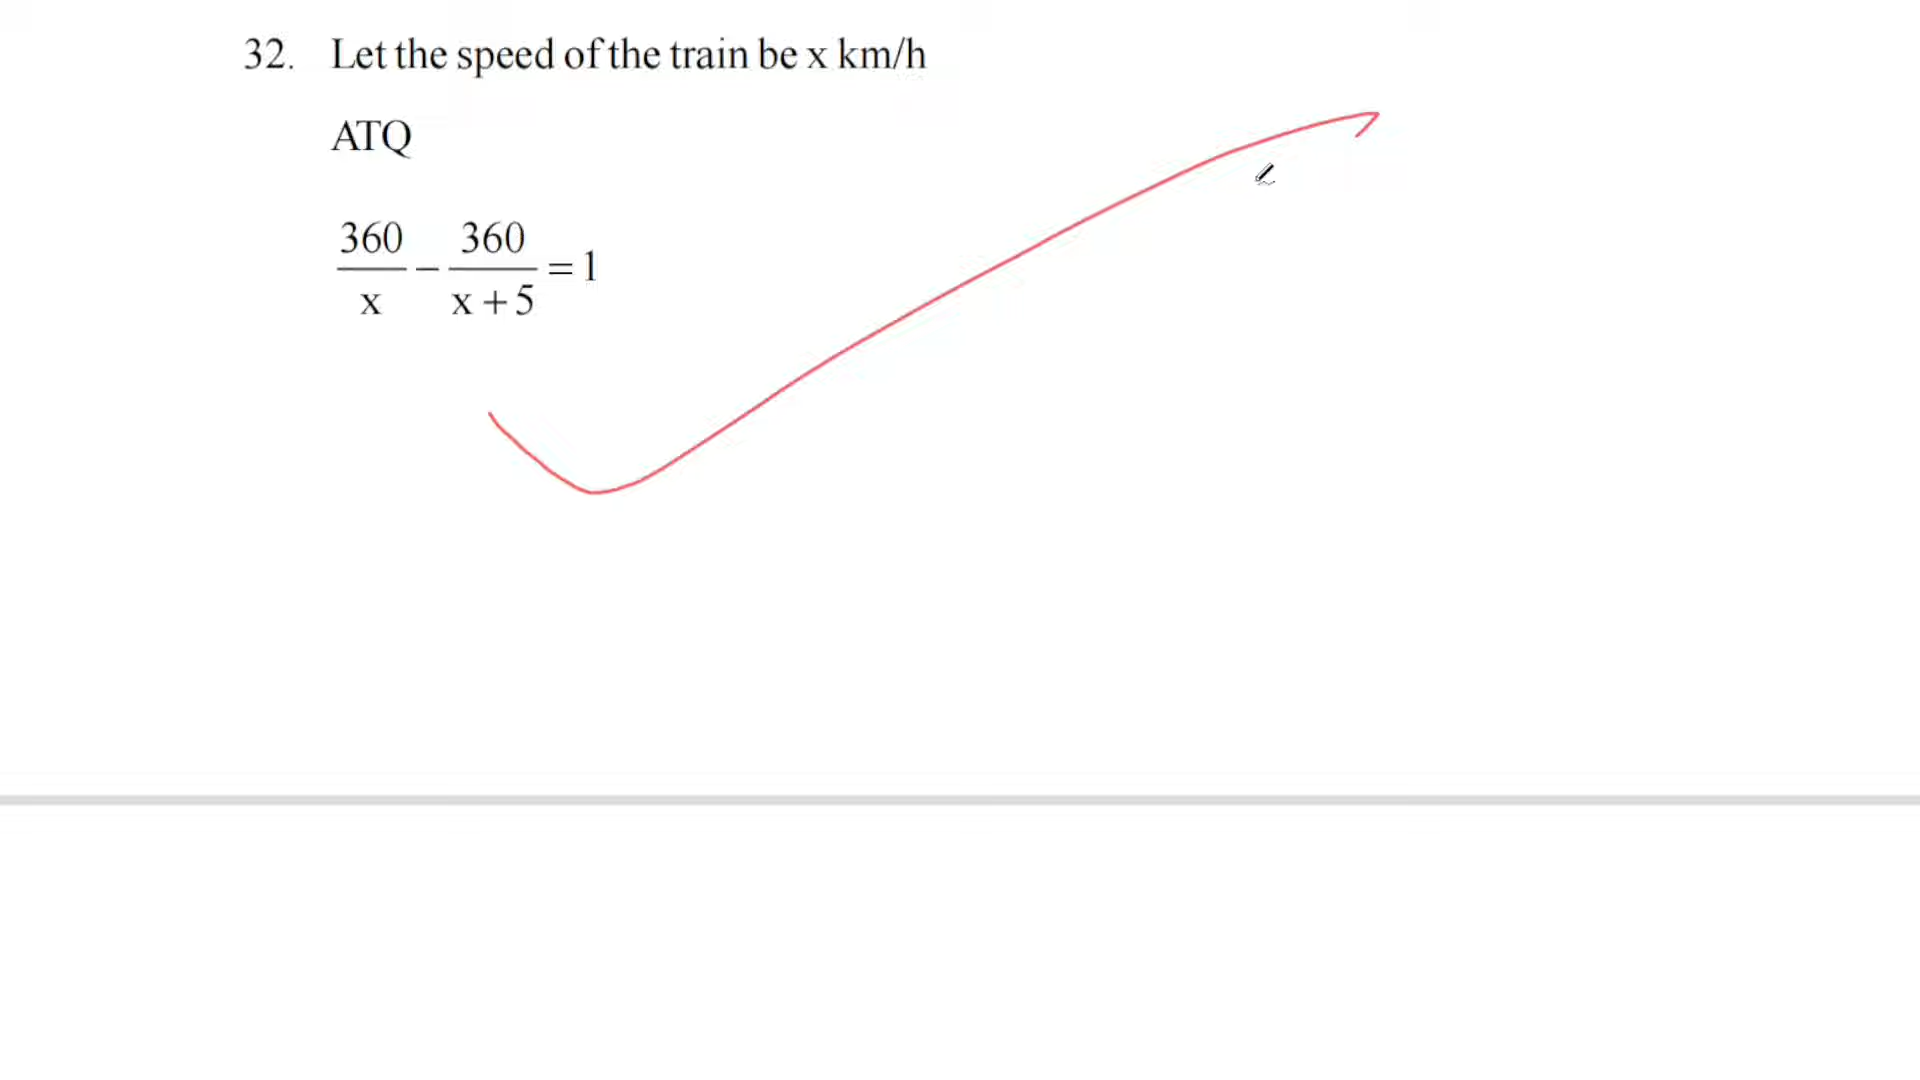 32. Let the speed of the train be x km/h
ATQ
360/x − 360/(x + 5) = 1